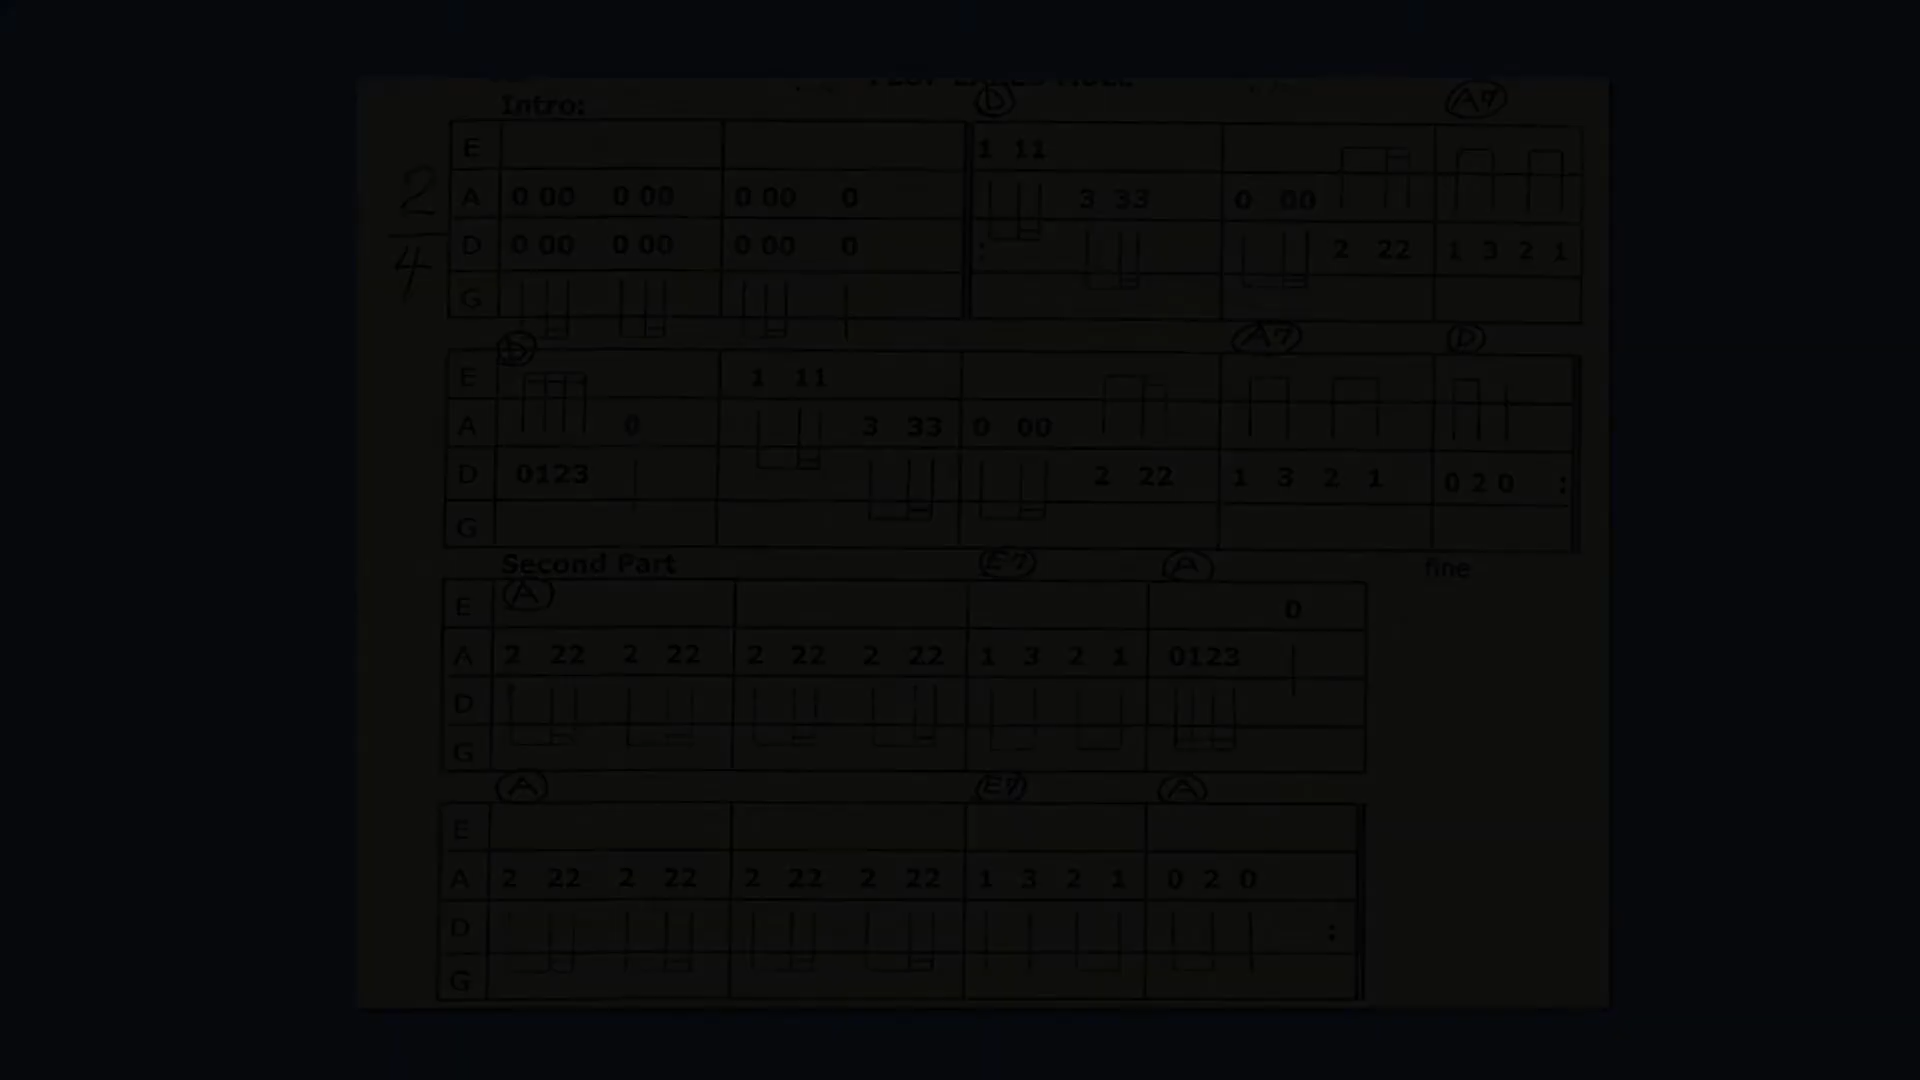 Intro: D A7
E 1 11
A 0 00 0 00 0 00 0 3 33 0 00
2/4
D 0 00 0 00 0 00 0 : 2 22 1 3 2 1
G
D A7 D
E 1 11
A 0 3 33 0 00
D 0123 2 22 1 3 2 1 0 2 0 :
G
Second Part E7 A fine
A
E 0
A 2 22 2 22 2 22 2 22 1 3 2 1 0123
D
G
A E7 A
E
A 2 22 2 22 2 22 2 22 1 3 2 1 0 2 0
D :
G